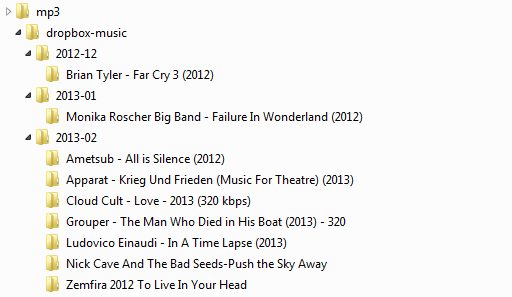 mp3
dropbox-music
2012-12
Brian Tyler - Far Cry 3 (2012)
2013-01
Monika Roscher Big Band - Failure In Wonderland (2012)
2013-02
Ametsub - All is Silence (2012)
Apparat - Krieg Und Frieden (Music For Theatre) (2013)
Cloud Cult - Love - 2013 (320 kbps)
Grouper - The Man Who Died in His Boat (2013) - 320
Ludovico Einaudi - In A Time Lapse (2013)
Nick Cave And The Bad Seeds-Push the Sky Away
Zemfira 2012 To Live In Your Head